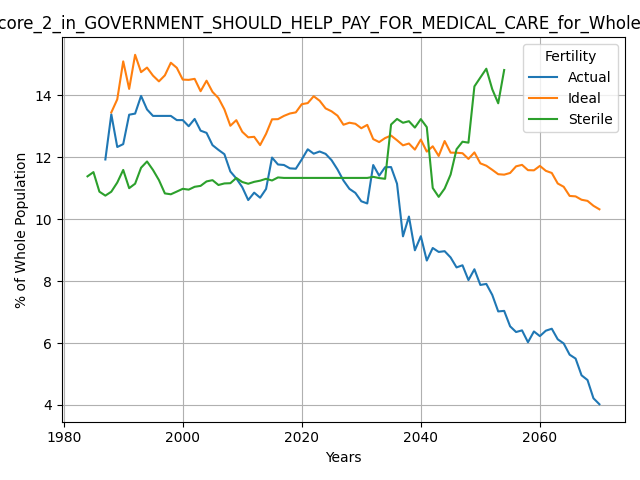 core_2_in_GOVERNMENT_SHOULD_HELP_PAY_FOR_MEDICAL_CARE_for_Whole
Fertility
Actual
Ideal
Sterile
14
12
10
8
6
4
% of Whole Population
1980
2000
2020
2040
2060
Years